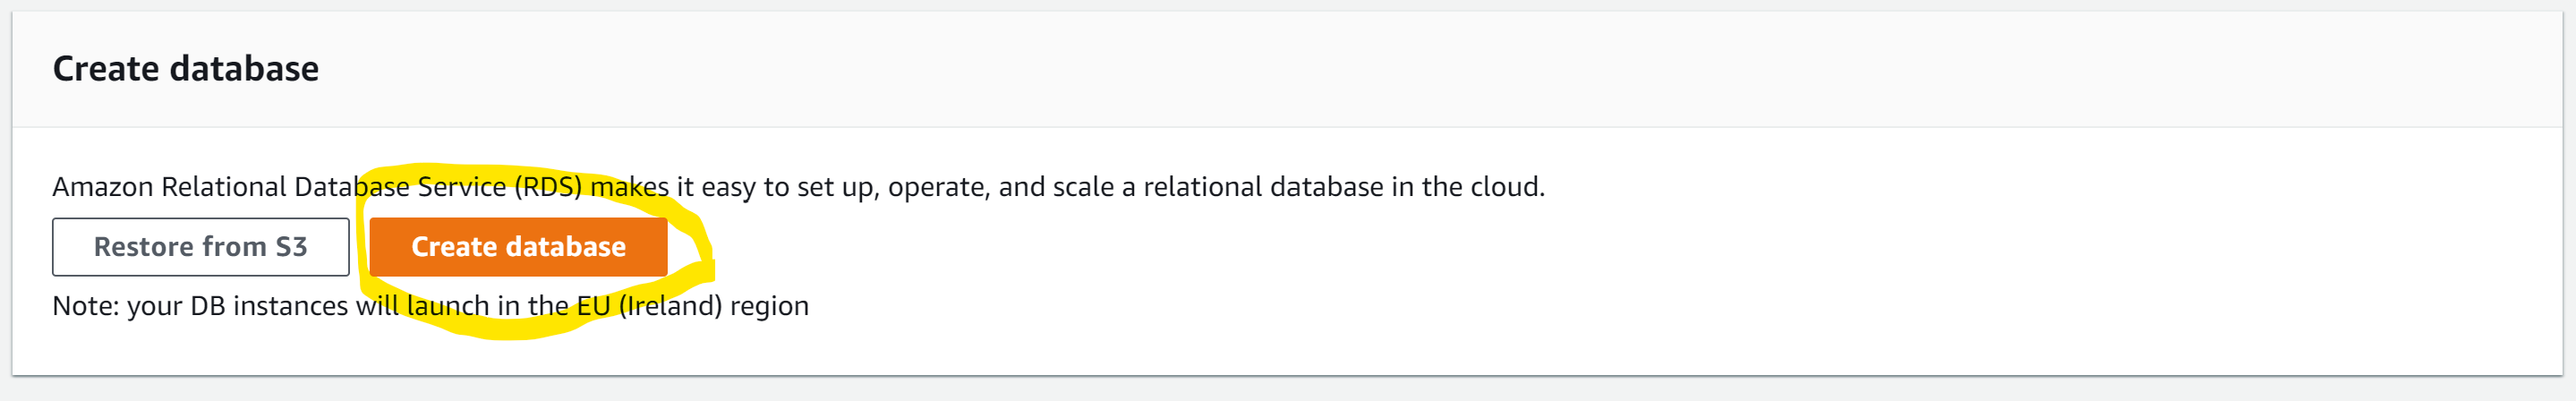 Create database
Amazon Relational Database Service (RDS) makes it easy to set up, operate, and scale a relational database in the cloud.
Restore from S3 Create database
Note: your DB instances will launch in the EU (Ireland) region